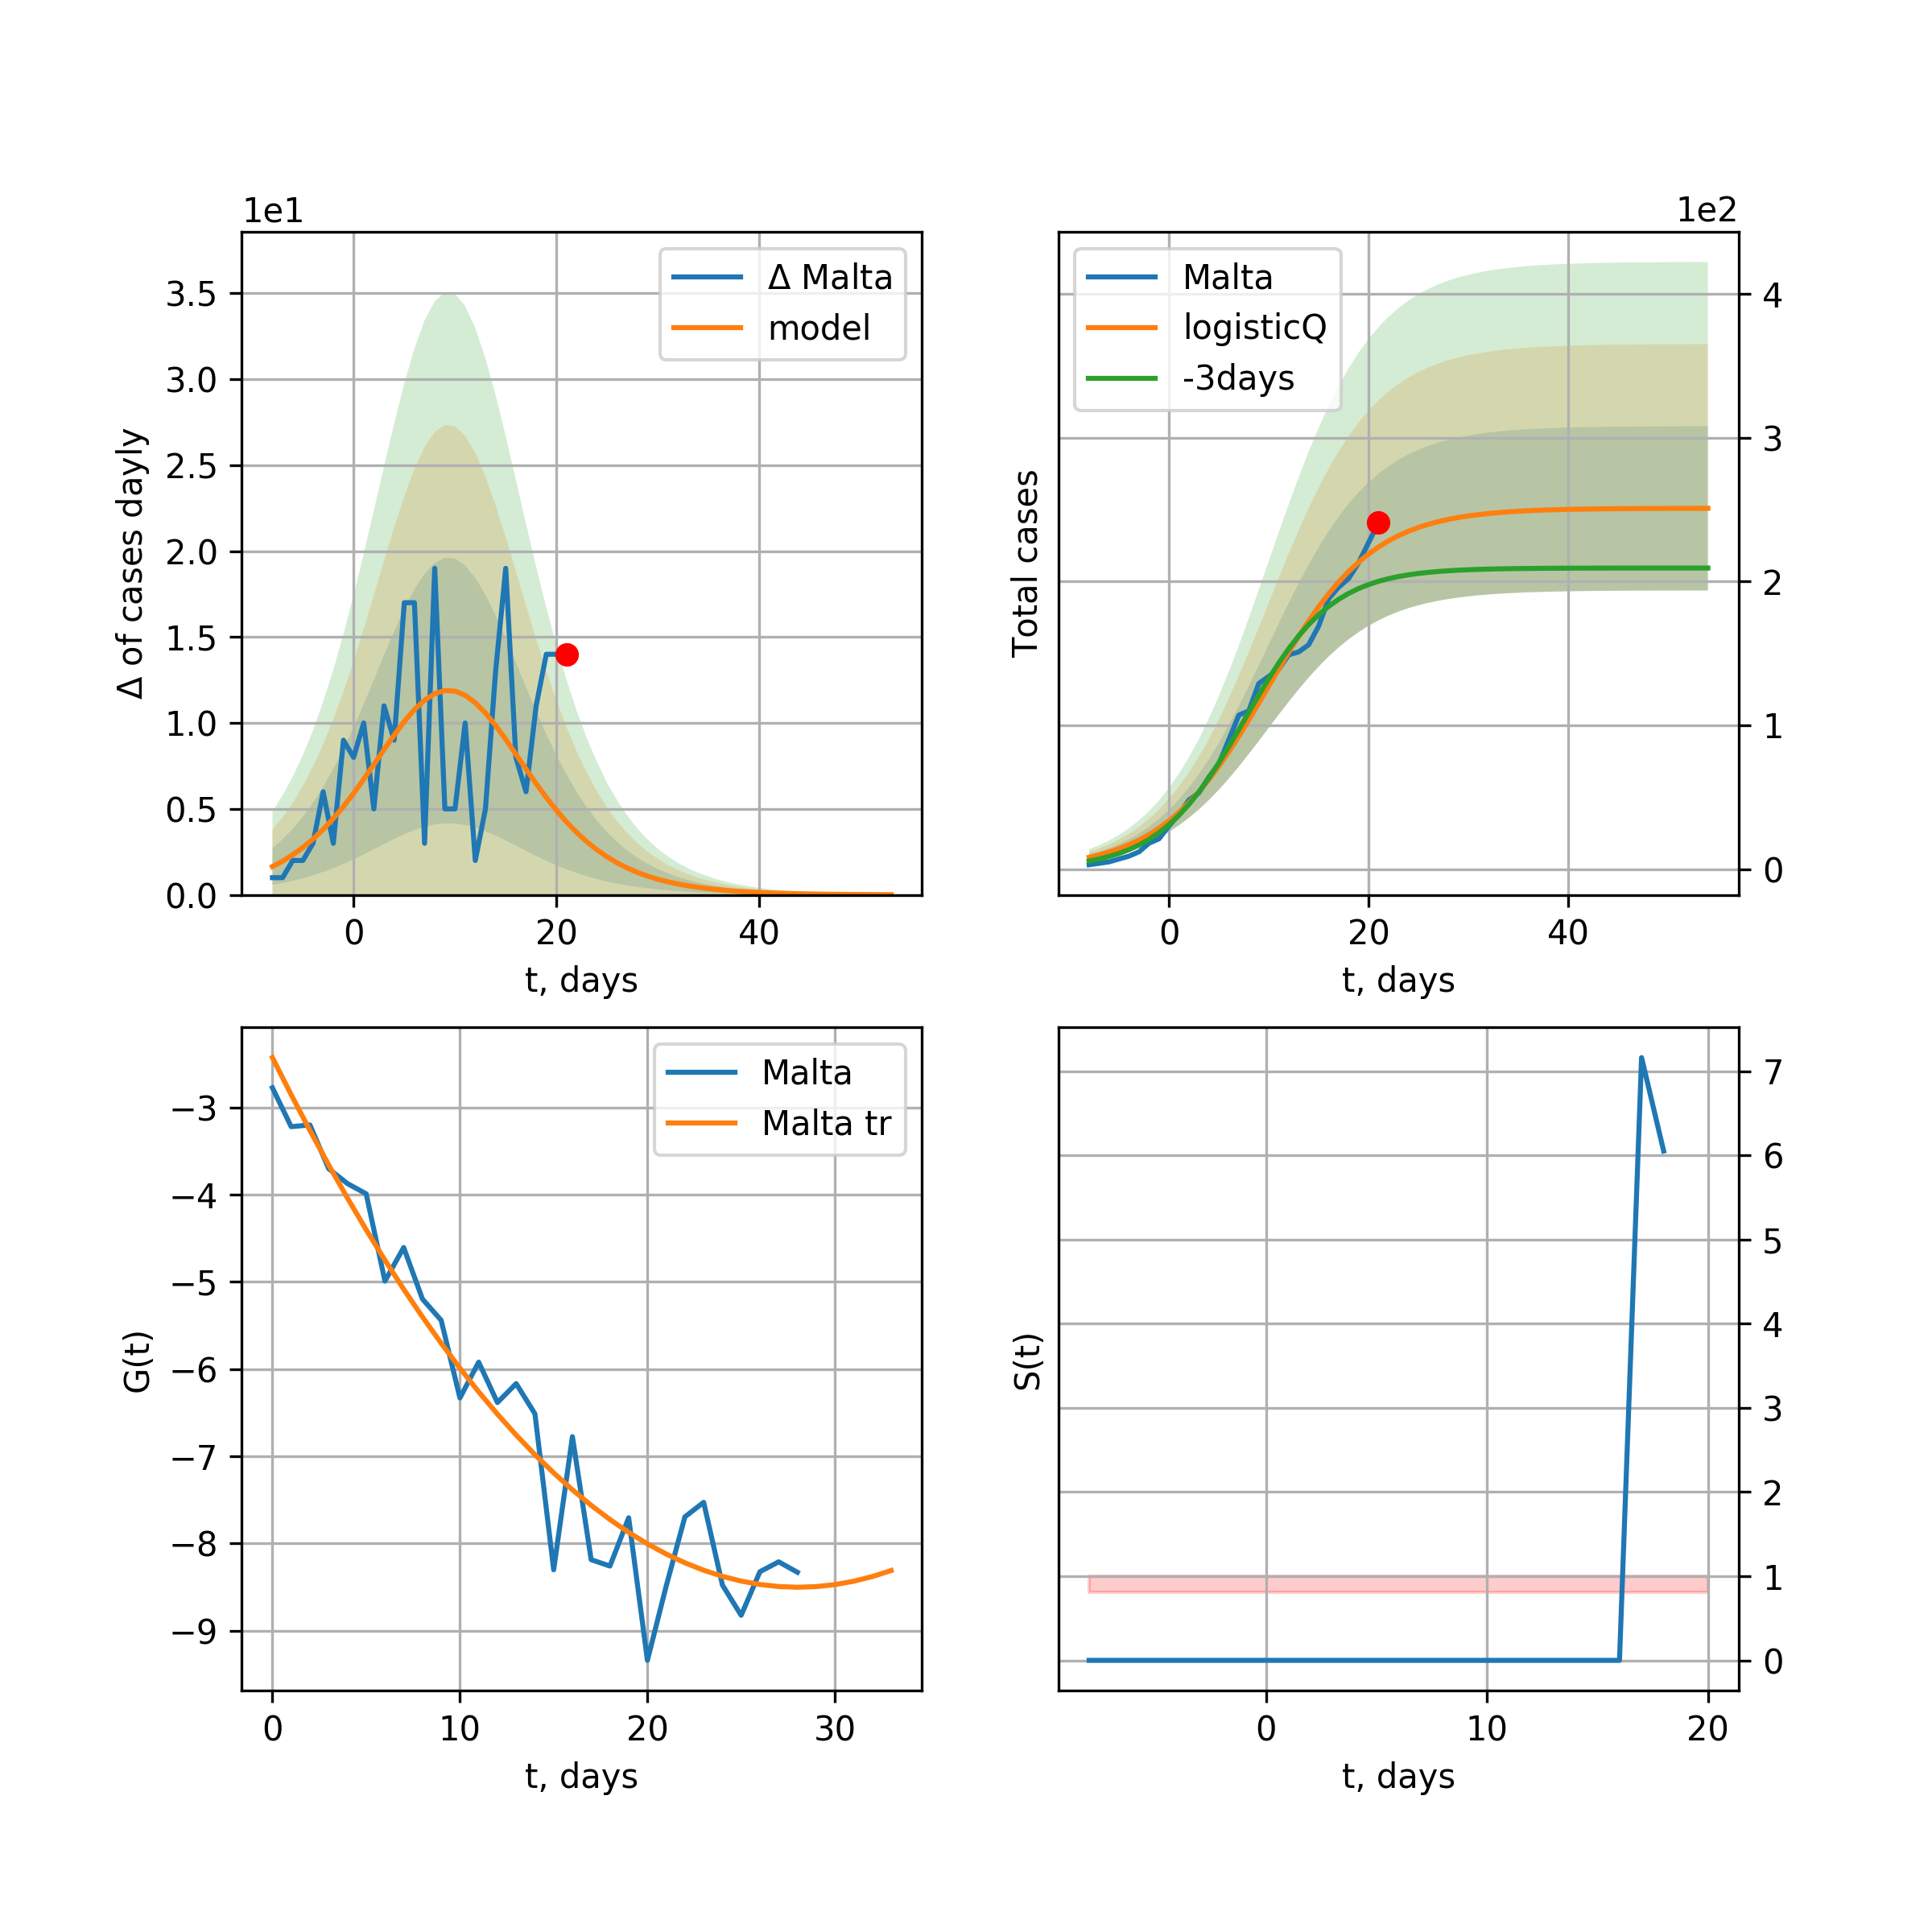 1e1
Δ of cases dayly
3.5
3.0
2.5
2.0
1.5
1.0
0.5
0.0
0 20 40
t, days
Δ Malta
model
1e2
Total cases
4
3
2
1
0
0 20 40
t, days
Malta
logisticQ
-3days
G(t)
−3
−4
−5
−6
−7
−8
−9
0 10 20 30
t, days
Malta
Malta tr
S(t)
7
6
5
4
3
2
1
0
0 10 20
t, days